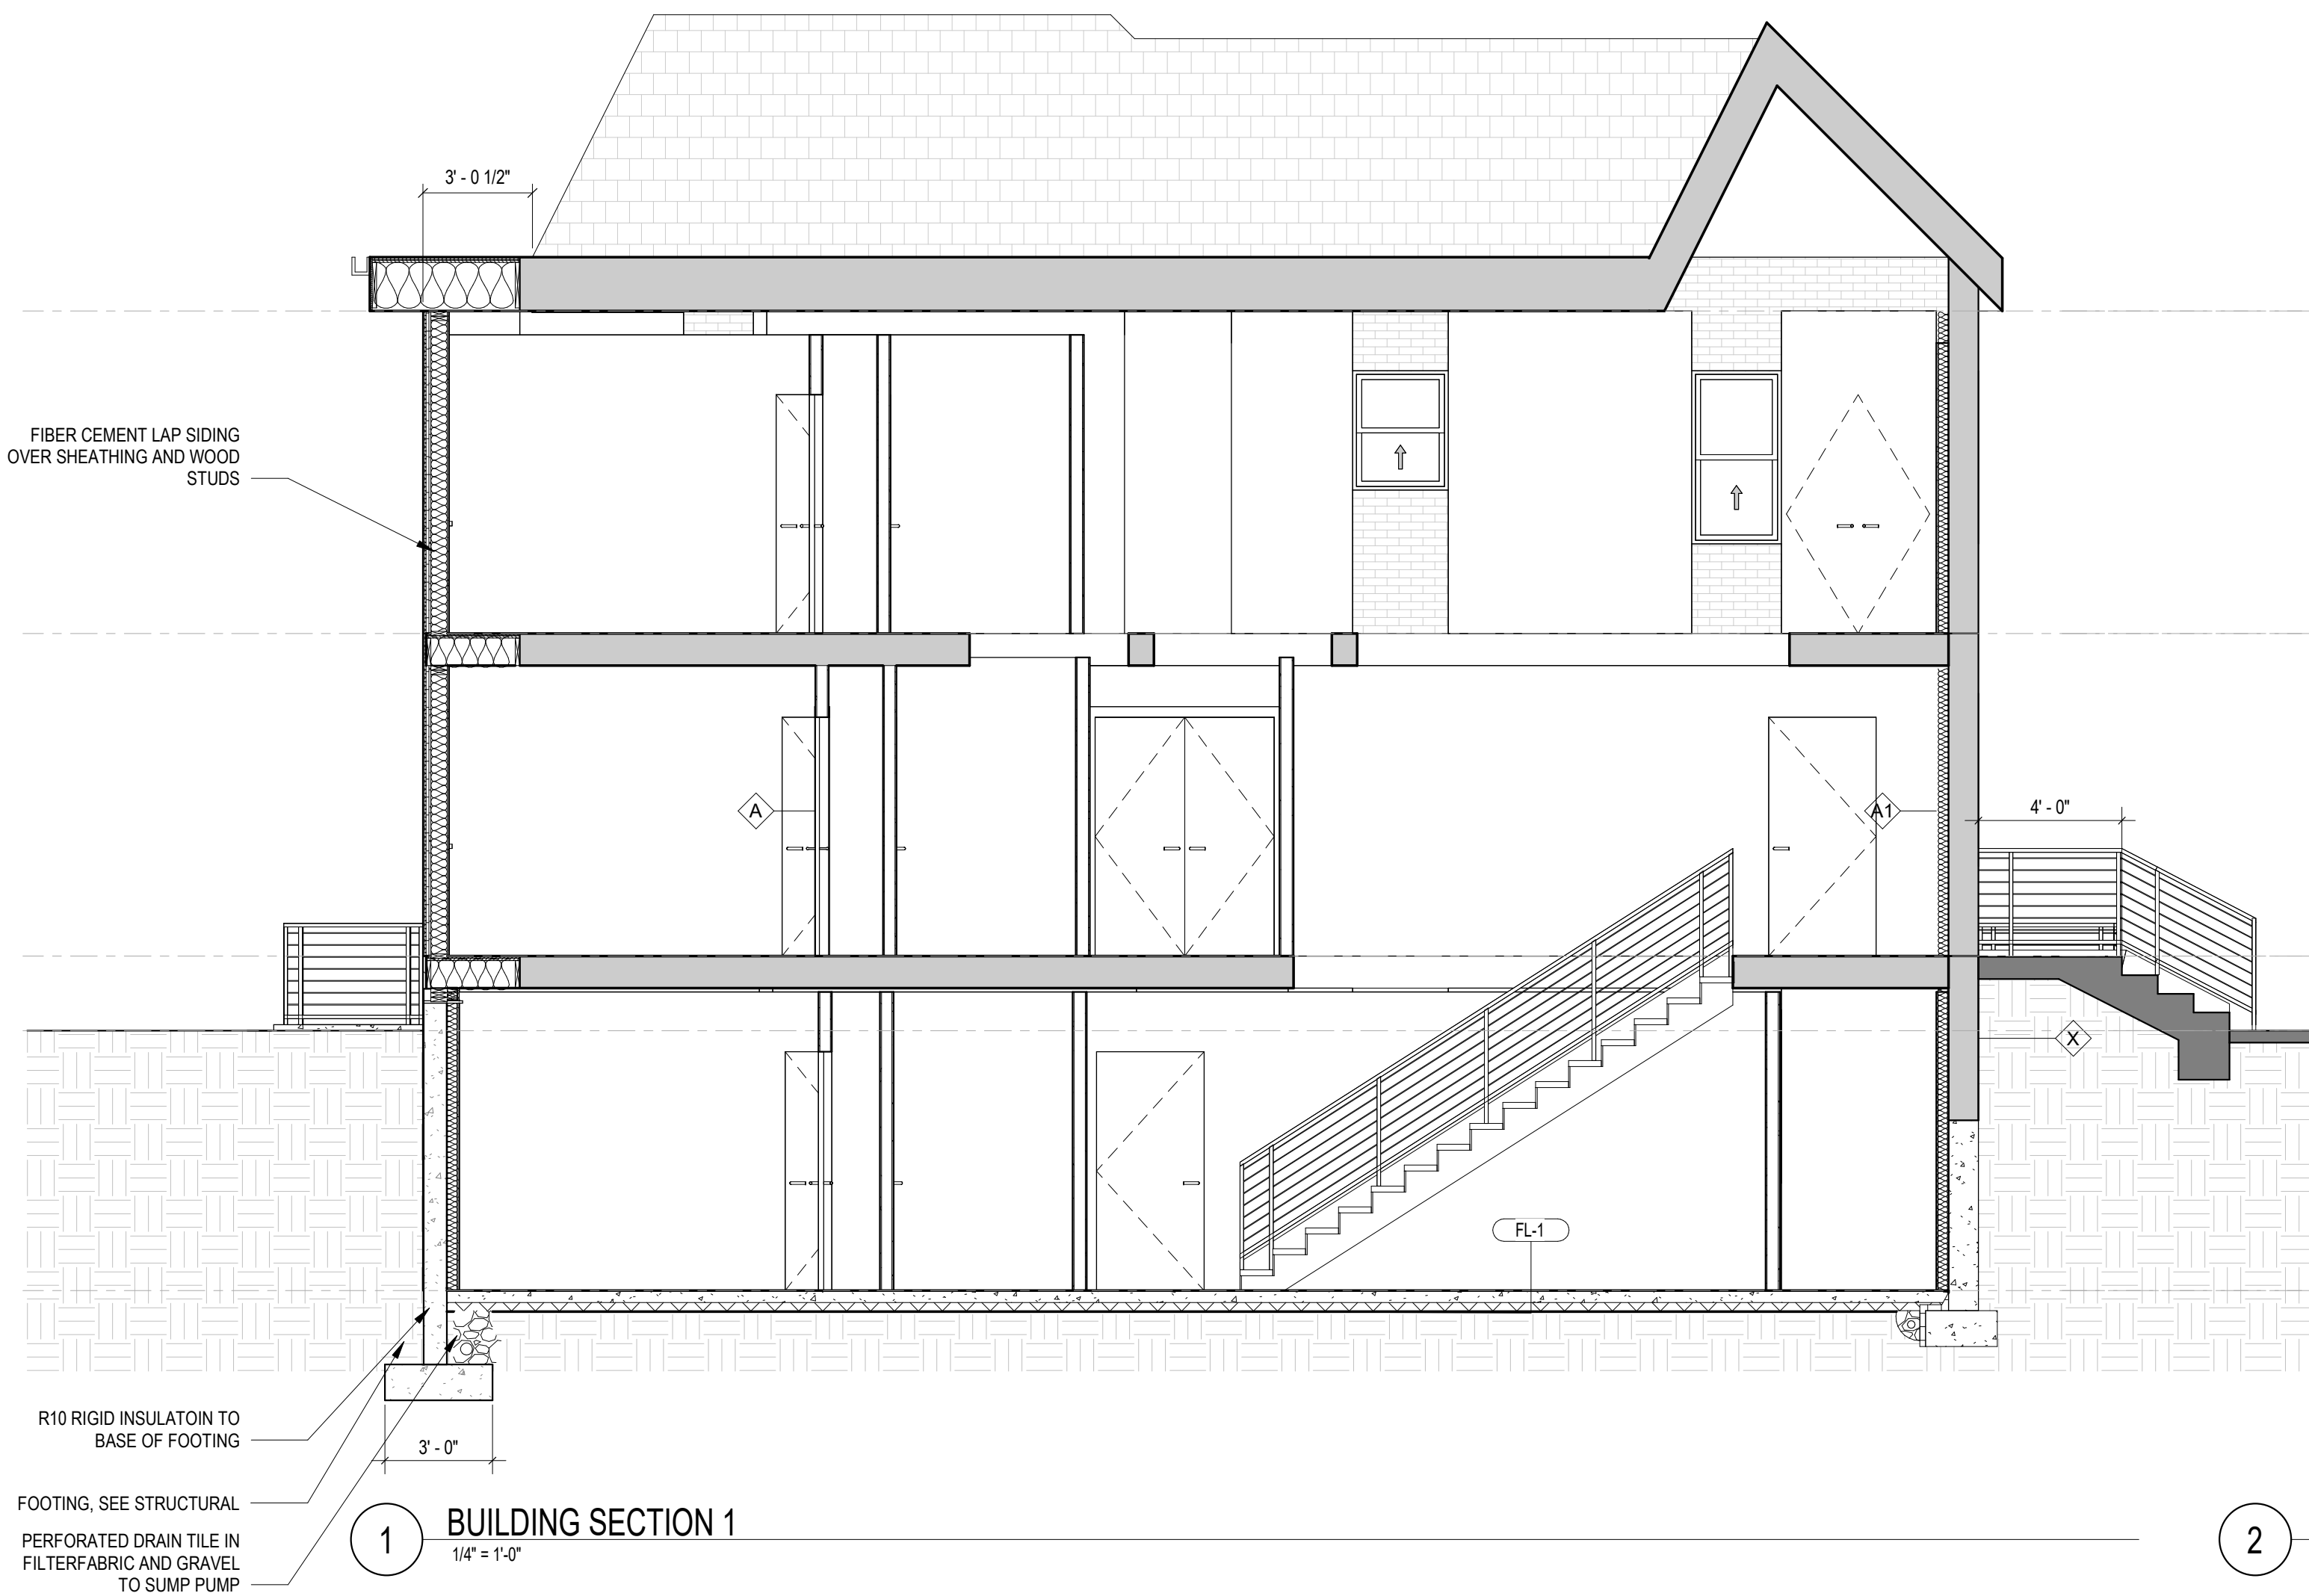 3' - 0 1/2"
FIBER CEMENT LAP SIDING
OVER SHEATHING AND WOOD
STUDS
A
A1
4' - 0"
X
FL-1
R10 RIGID INSULATOIN TO
BASE OF FOOTING
3' - 0"
FOOTING, SEE STRUCTURAL
PERFORATED DRAIN TILE IN
FILTERFABRIC AND GRAVEL
TO SUMP PUMP
1
BUILDING SECTION 1
1/4" = 1'-0"
2